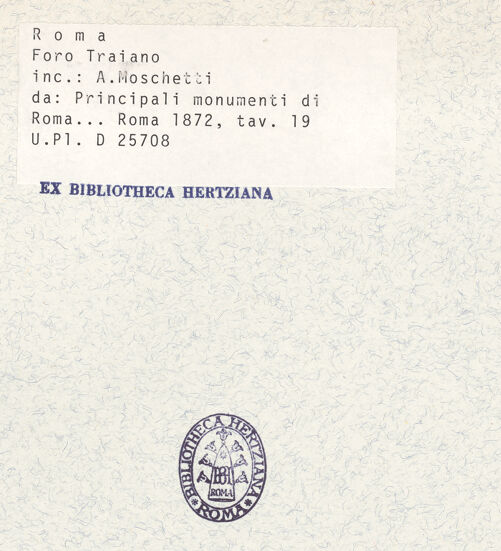 R o m a
Foro Traiano
inc.: A.Moschetti
da: Principali monumenti di
Roma... Roma 1872, tav. 19
U.Pl. D 25708
EX BIBLIOTHECA HERTZIANA
BIBLIOTHECA HERTZIANA
ROMA
* ROMA *